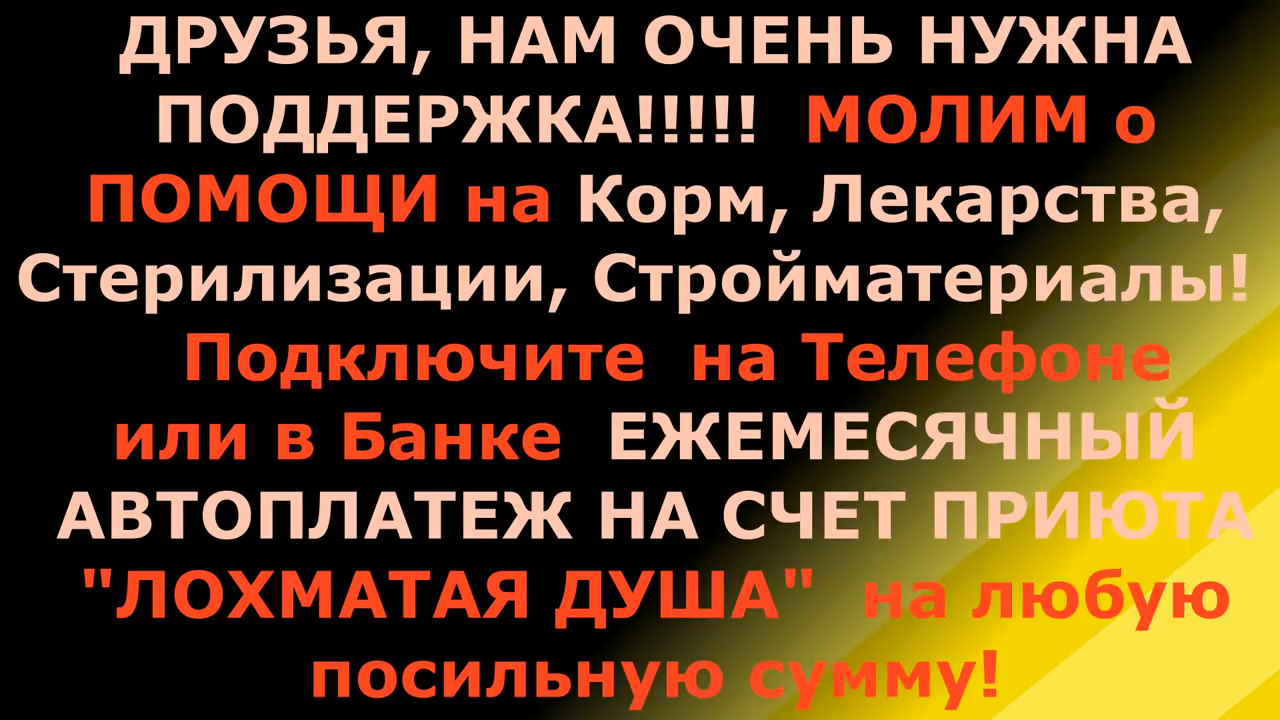 ДРУЗЬЯ, НАМ ОЧЕНЬ НУЖНА
ПОДДЕРЖКА!!!!! МОЛИМ о
ПОМОЩИ на Корм, Лекарства,
Стерилизации, Стройматериалы!
Подключите на Телефоне
или в Банке ЕЖЕМЕСЯЧНЫЙ
АВТОПЛАТЕЖ НА СЧЕТ ПРИЮТА
"ЛОХМАТАЯ ДУША" на любую
посильную сумму!